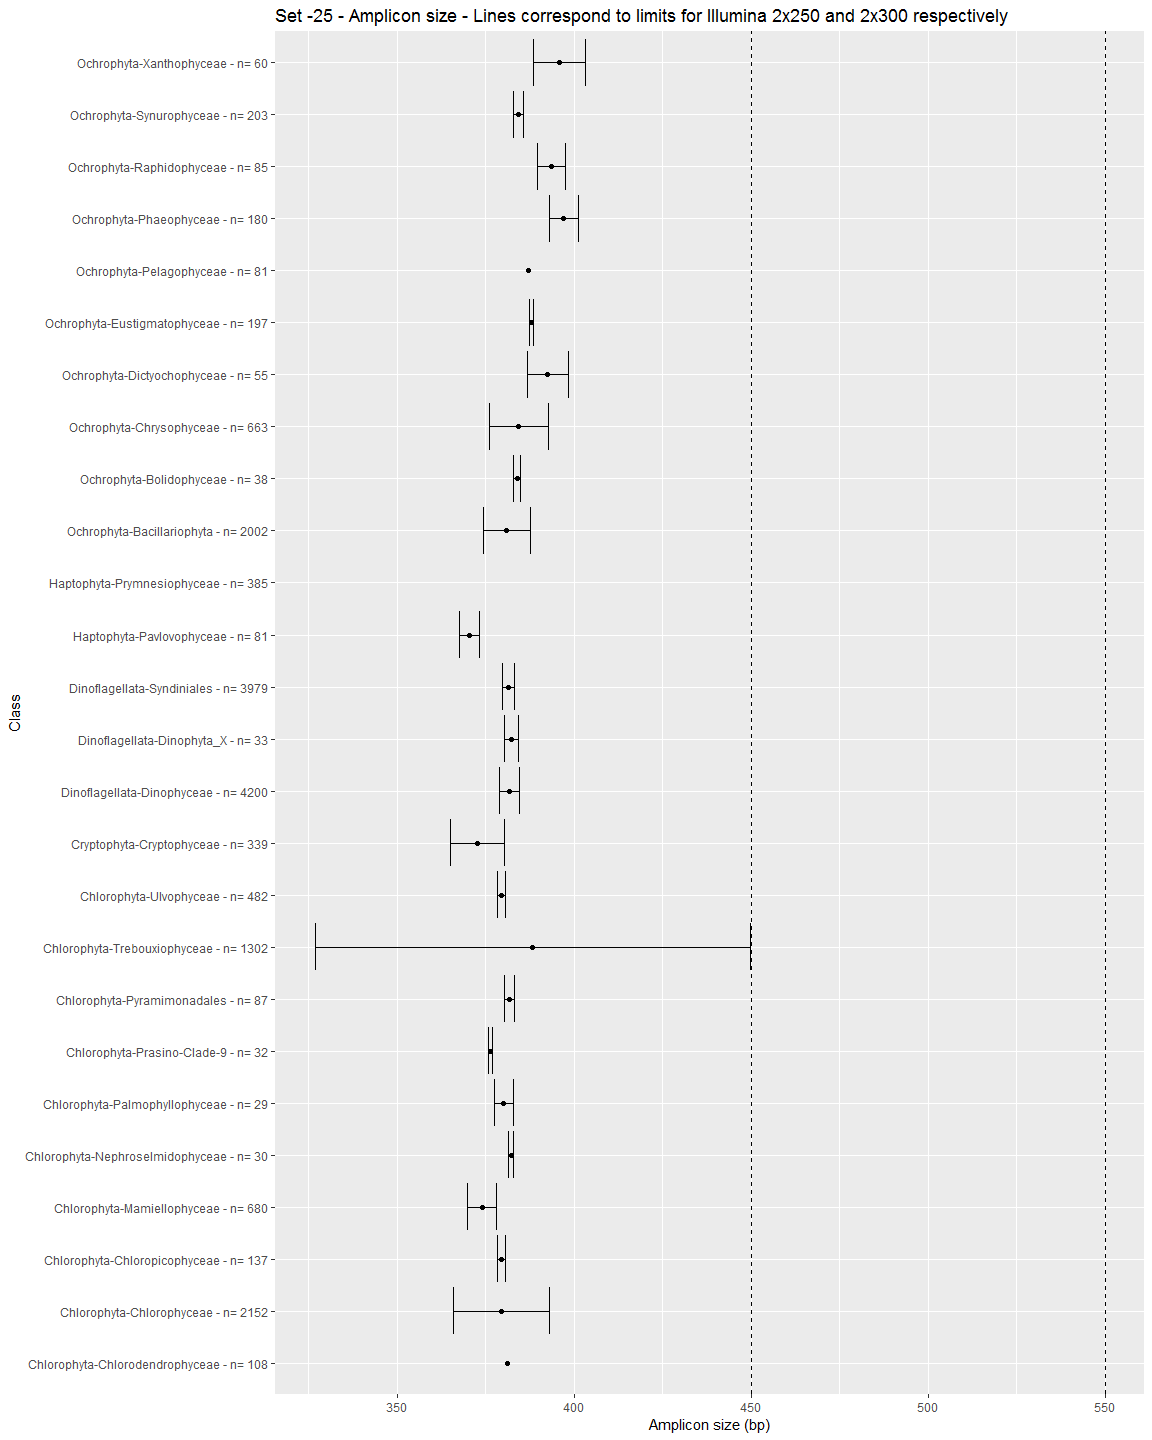 Set -25 - Amplicon size - Lines correspond to limits for Illumina 2x250 and 2x300 respectively
Ochrophyta-Xanthophyceae - n= 60
Ochrophyta-Synurophyceae - n= 203
Ochrophyta-Raphidophyceae - n= 85
Ochrophyta-Phaeophyceae - n= 180
Ochrophyta-Pelagophyceae - n= 81
Ochrophyta-Eustigmatophyceae - n= 197
Ochrophyta-Dictyochophyceae - n= 55
Ochrophyta-Chrysophyceae - n= 663
Ochrophyta-Bolidophyceae - n= 38
Ochrophyta-Bacillariophyta - n= 2002
Haptophyta-Prymnesiophyceae - n= 385
Haptophyta-Pavlovophyceae - n= 81
Dinoflagellata-Syndiniales - n= 3979
Dinoflagellata-Dinophyta_X - n= 33
Dinoflagellata-Dinophyceae - n= 4200
Cryptophyta-Cryptophyceae - n= 339
Chlorophyta-Ulvophyceae - n= 482
Chlorophyta-Trebouxiophyceae - n= 1302
Chlorophyta-Pyramimonadales - n= 87
Chlorophyta-Prasino-Clade-9 - n= 32
Chlorophyta-Palmophyllophyceae - n= 29
Chlorophyta-Nephroselmidophyceae - n= 30
Chlorophyta-Mamiellophyceae - n= 680
Chlorophyta-Chloropicophyceae - n= 137
Chlorophyta-Chlorophyceae - n= 2152
Chlorophyta-Chlorodendrophyceae - n= 108
Class
350 400 450 500 550
Amplicon size (bp)